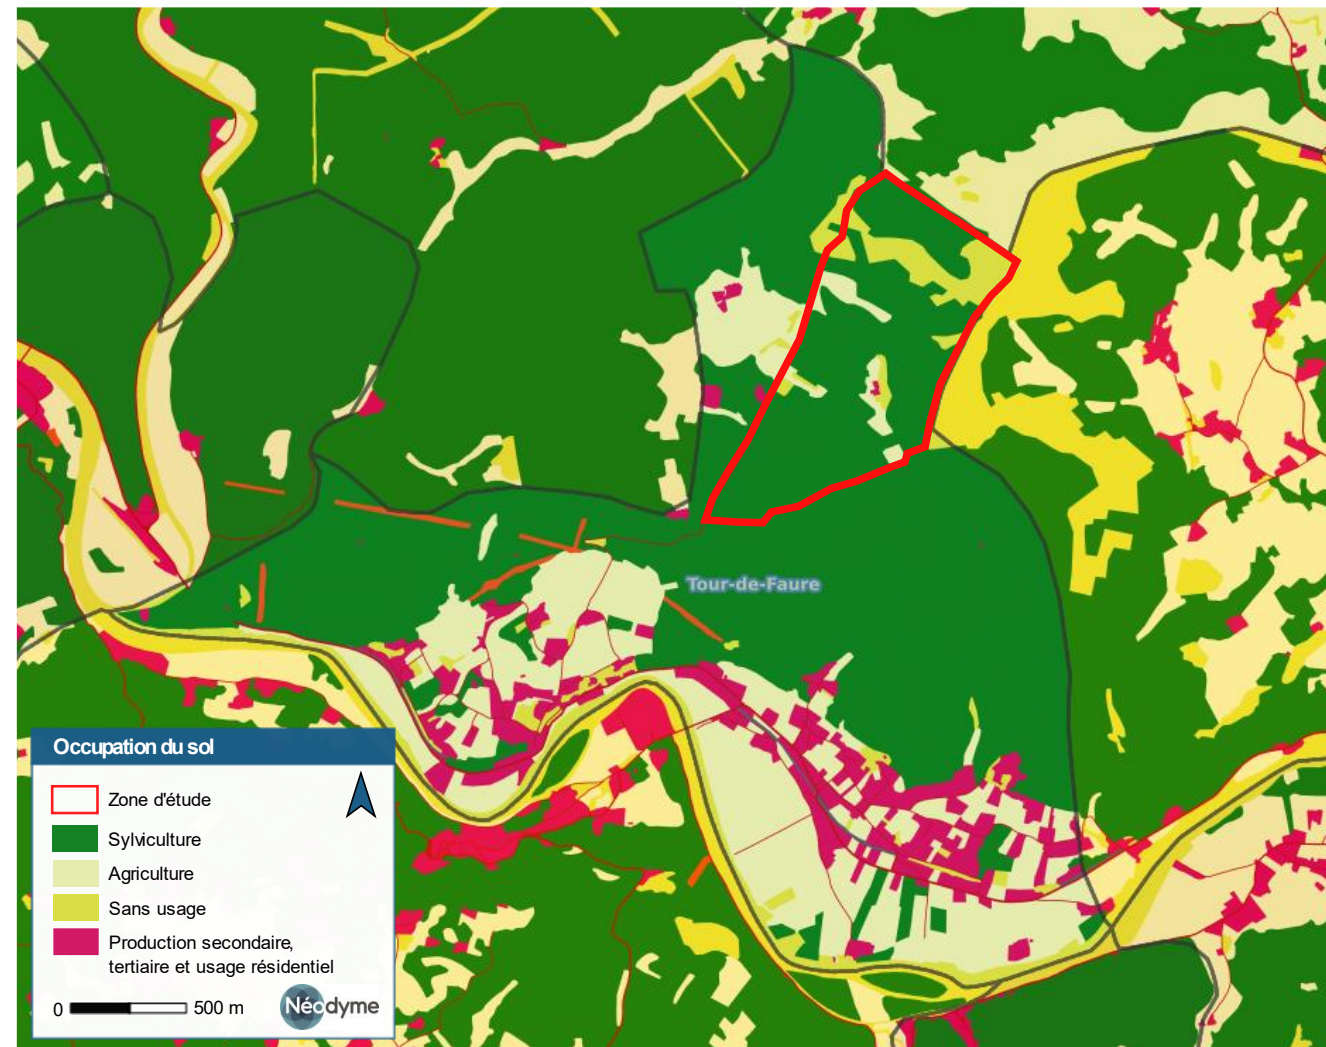 Tour-de-Faure
Occupation du sol
Zone d'étude
Sylviculture
Agriculture
Sans usage
Production secondaire,
tertiaire et usage résidentiel
0 500 m
Néodyme